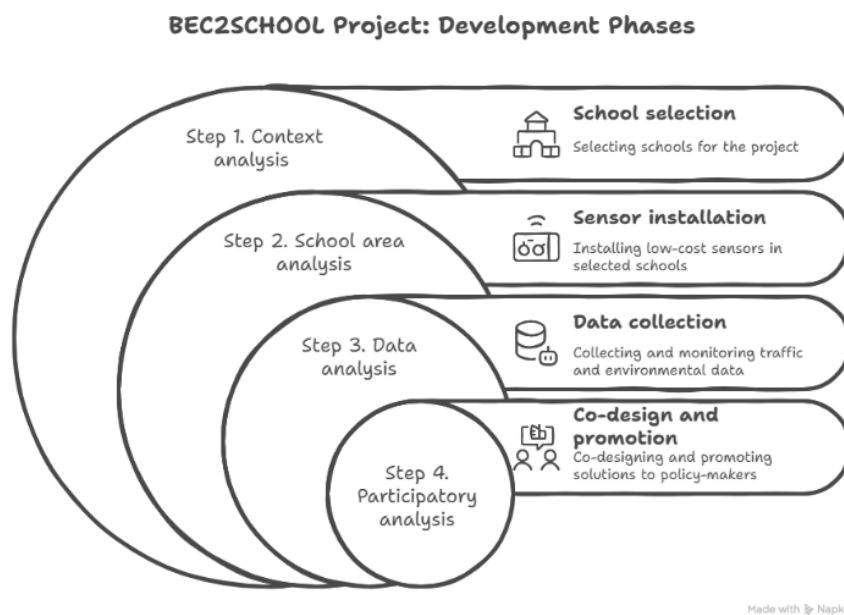 BEC2SCHOOL Project: Development Phases
Step 1. Context
analysis
School selection
Selecting schools for the project
Step 2. School area
analysis
Sensor installation
Installing low-cost sensors in
selected schools
Step 3. Data
analysis
Data collection
Collecting and monitoring traffic
and environmental data
Step 4.
Participatory
analysis
Co-design and
promotion
Co-designing and promoting
solutions to policy-makers
Made with Napk